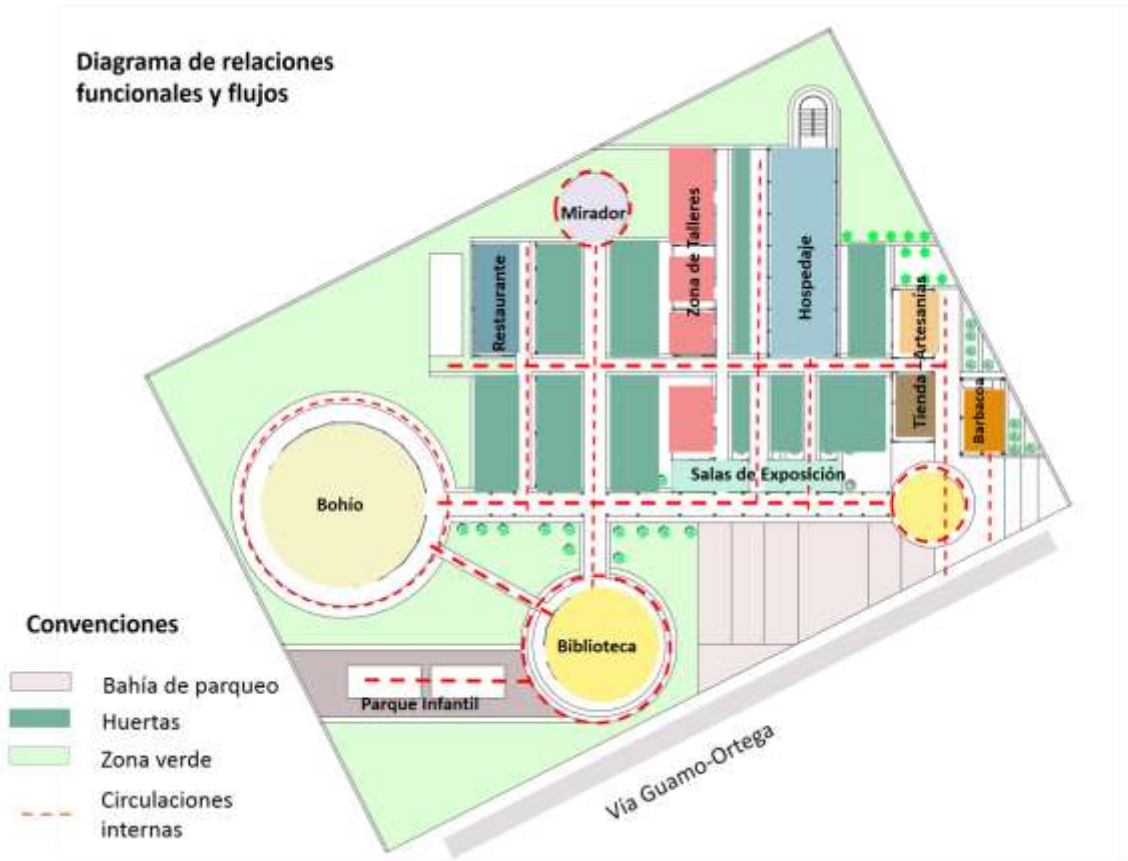 Diagrama de relaciones
funcionales y flujos
Mirador
Restaurante
Zona de Talleres
Hospedaje
Tienda - Artesanías
Barbacoa
Salas de Exposición
Bohío
Biblioteca
Parque Infantil
Vía Guamo-Ortega
Convenciones
Bahía de parqueo
Huertas
Zona verde
Circulaciones
internas